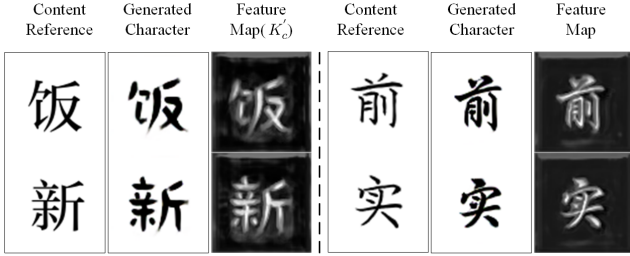 Content Reference
Generated Character
Feature Map( K'c )
Content Reference
Generated Character
Feature Map
饭 饭 饭 前 前 前
新 新 新 实 实 实